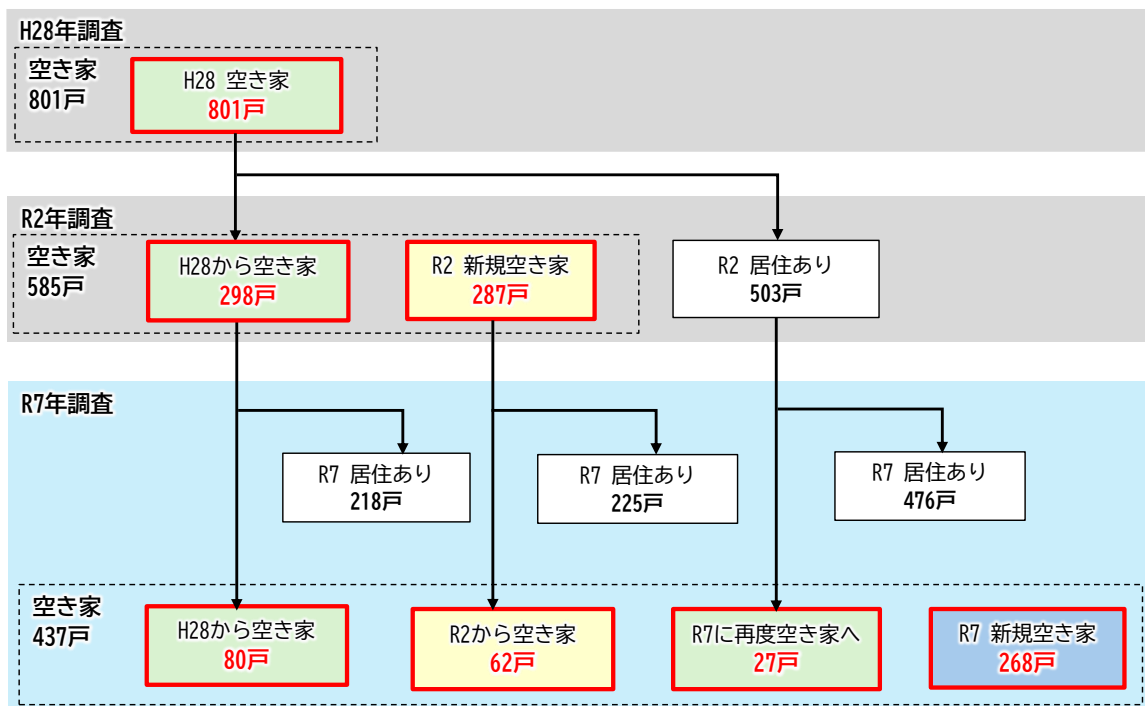 H28年調査
空き家
801戸
H28 空き家
801戸
R2年調査
空き家
585戸
H28から空き家
298戸
R2 新規空き家
287戸
R2 居住あり
503戸
R7年調査
R7 居住あり
218戸
R7 居住あり
225戸
R7 居住あり
476戸
空き家
437戸
H28から空き家
80戸
R2から空き家
62戸
R7に再度空き家へ
27戸
R7 新規空き家
268戸